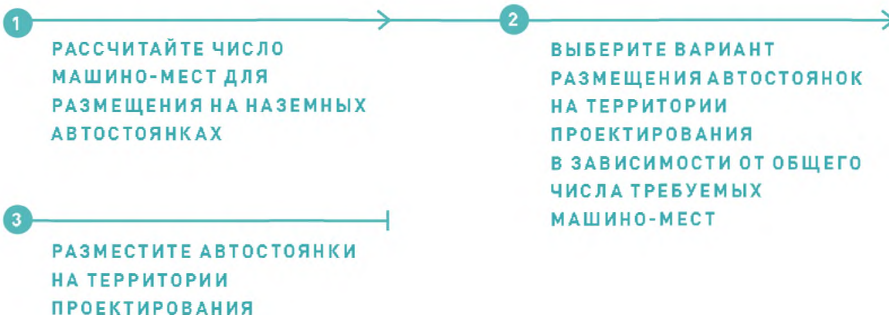 1
РАССЧИТАЙТЕ ЧИСЛО
МАШИНО-МЕСТ ДЛЯ
РАЗМЕЩЕНИЯ НА НАЗЕМНЫХ
АВТОСТОЯНКАХ
2
ВЫБЕРИТЕ ВАРИАНТ
РАЗМЕЩЕНИЯ АВТОСТОЯНОК
НА ТЕРРИТОРИИ
ПРОЕКТИРОВАНИЯ
В ЗАВИСИМОСТИ ОТ ОБЩЕГО
ЧИСЛА ТРЕБУЕМЫХ
МАШИНО-МЕСТ
3
РАЗМЕСТИТЕ АВТОСТОЯНКИ
НА ТЕРРИТОРИИ
ПРОЕКТИРОВАНИЯ